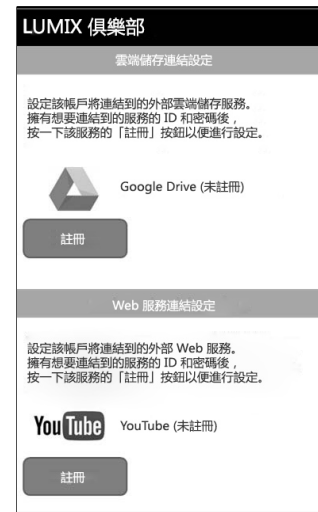 LUMIX 俱樂部
雲端儲存連結設定
設定該帳戶將連結到的外部雲端儲存服務。
擁有想要連結到的服務的 ID 和密碼後，
按一下該服務的「註冊」按鈕以便進行設定。
Google Drive (未註冊)
註冊
Web 服務連結設定
設定該帳戶將連結到的外部 Web 服務。
擁有想要連結到的服務的 ID 和密碼後，
按一下該服務的「註冊」按鈕以便進行設定。
YouTube YouTube (未註冊)
註冊